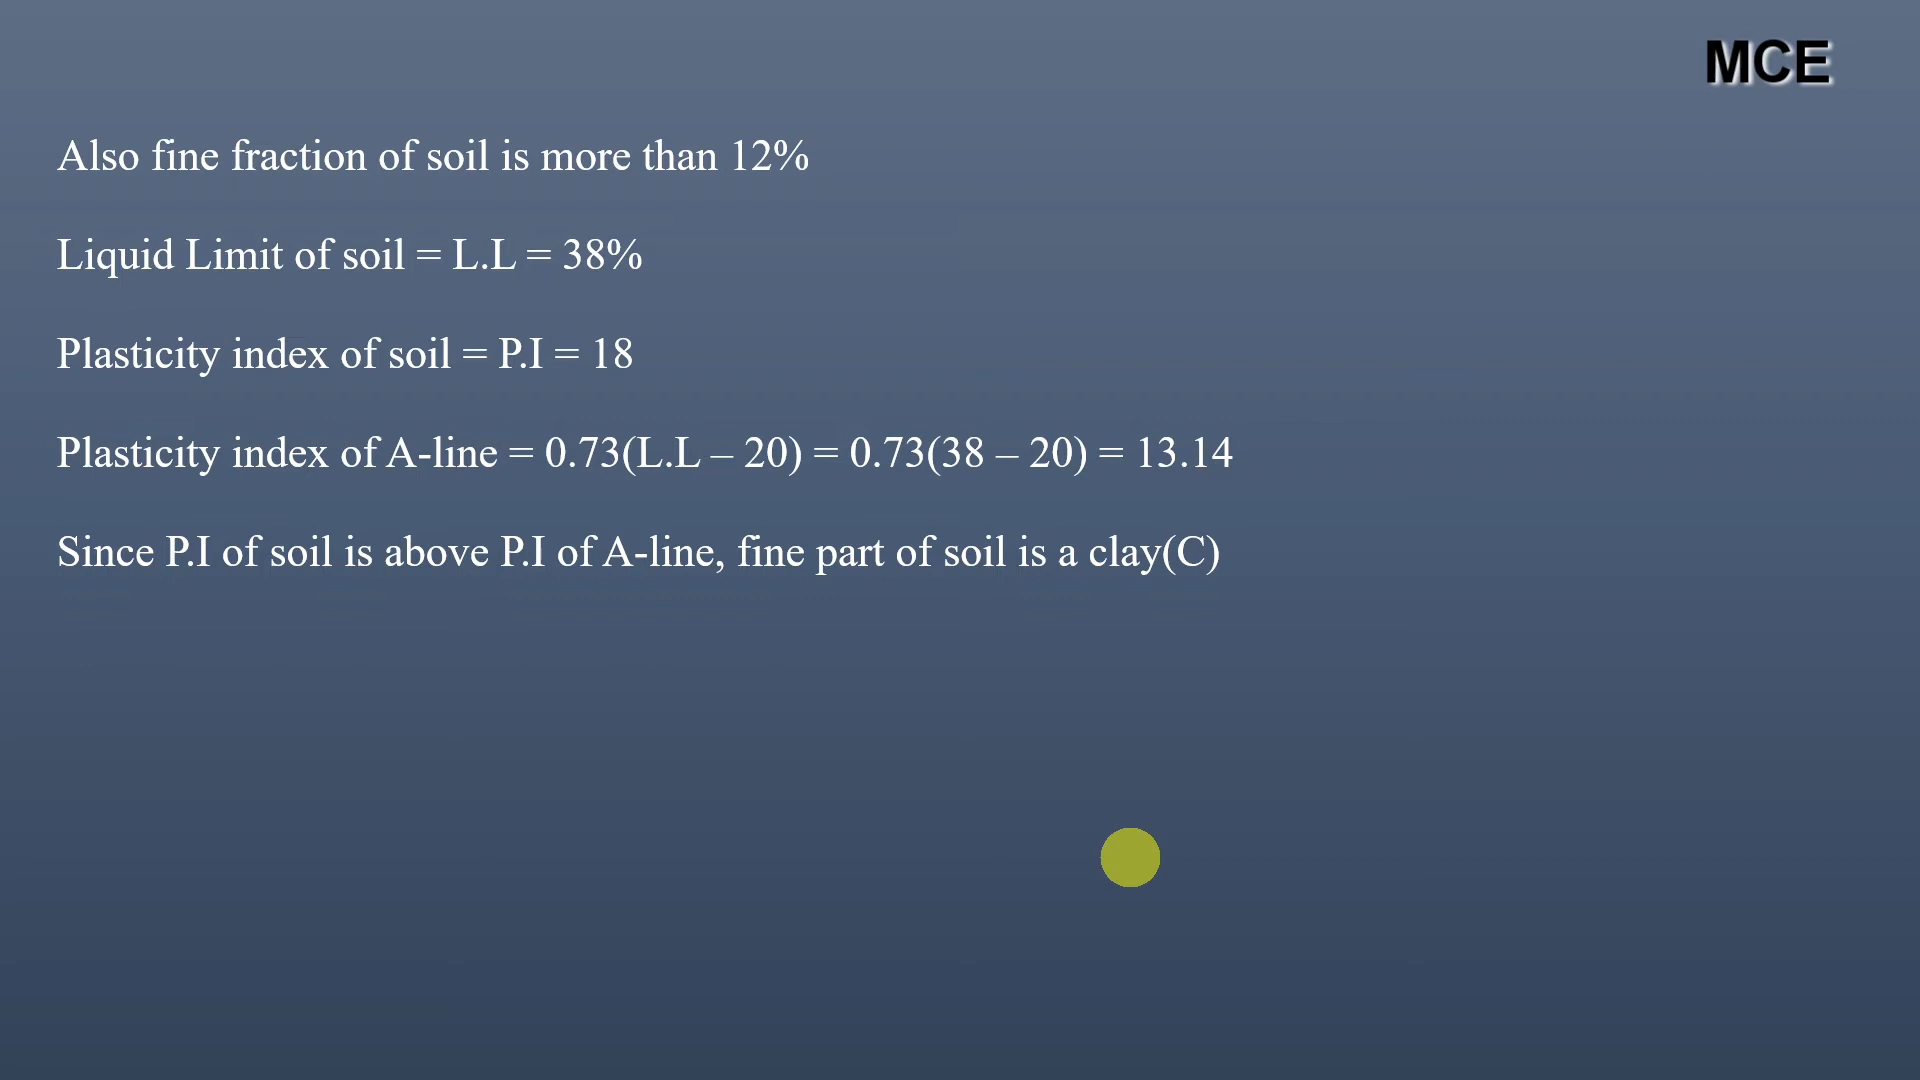 MCE
Also fine fraction of soil is more than 12%
Liquid Limit of soil = L.L = 38%
Plasticity index of soil = P.I = 18
Plasticity index of A-line = 0.73(L.L – 20) = 0.73(38 – 20) = 13.14
Since P.I of soil is above P.I of A-line, fine part of soil is a clay(C)